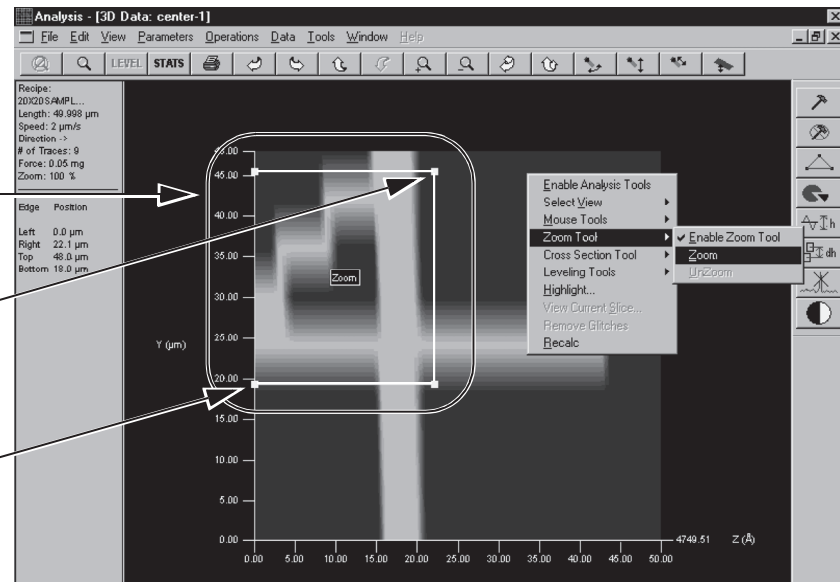 Analysis - [3D Data: center-1]
File Edit View Parameters Operations Data Tools Window Help
LEVEL STATS
Recipe:
20X20SAMPL...
Length: 49.998 µm
Speed: 2 µm/s
Direction ->
# of Traces: 9
Force: 0.05 mg
Zoom: 100 %
Edge Position
Left 0.0 µm
Right 22.1 µm
Top 48.0 µm
Bottom 18.0 µm
45.00
40.00
35.00
30.00
25.00
20.00
15.00
10.00
5.00
0.00
Y (µm)
Zoom
0.00 5.00 10.00 15.00 20.00 25.00 30.00 35.00 40.00 45.00 50.00
4749.51 Z (Å)
Enable Analysis Tools
Select View
Mouse Tools
Zoom Tool
Cross Section Tool
Leveling Tools
Highlight...
View Current Slice...
Remove Glitches
Recalc
Enable Zoom Tool
Zoom
UnZoom
h
dh